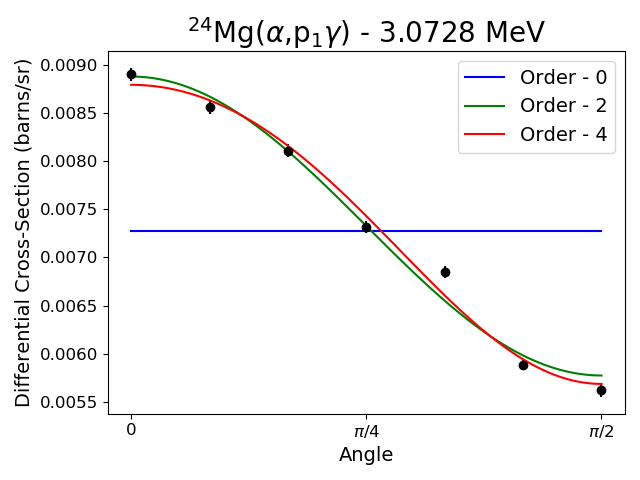 ²⁴Mg(α,p₁γ) - 3.0728 MeV
Differential Cross-Section (barns/sr)
0.0090
0.0085
0.0080
0.0075
0.0070
0.0065
0.0060
0.0055
Order - 0
Order - 2
Order - 4
0
π/4
π/2
Angle